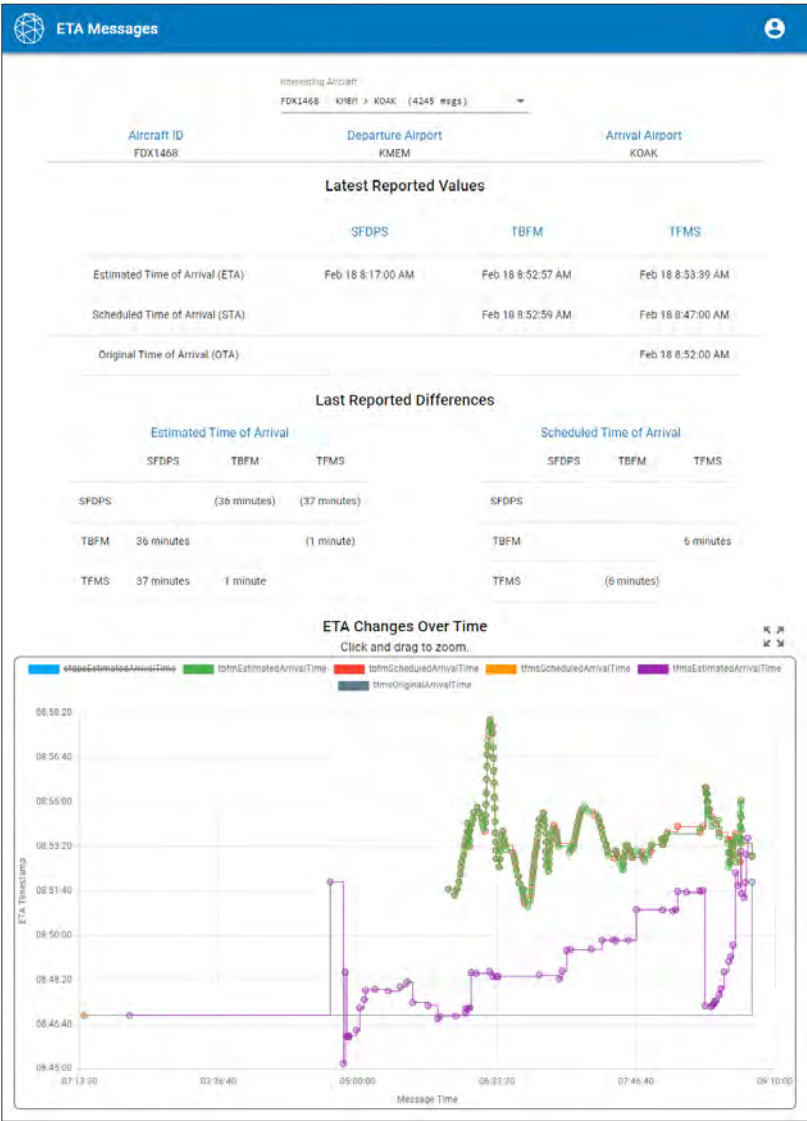 ETA Messages
Interesting Aircraft
FDX1468 KMEM > KOAK (4245 msgs)
Aircraft ID Departure Airport Arrival Airport
FDX1468 KMEM KOAK
Latest Reported Values
SFDPS TBFM TFMS
Estimated Time of Arrival (ETA) Feb 18 8:17:00 AM Feb 18 8:52:57 AM Feb 18 8:53:39 AM
Scheduled Time of Arrival (STA) Feb 18 8:52:59 AM Feb 18 8:47:00 AM
Original Time of Arrival (OTA) Feb 18 8:52:00 AM
Last Reported Differences
Estimated Time of Arrival Scheduled Time of Arrival
SFDPS TBFM TFMS SFDPS TBFM TFMS
SFDPS (36 minutes) (37 minutes) SFDPS
TBFM 36 minutes (1 minute) TBFM 6 minutes
TFMS 37 minutes 1 minute TFMS (6 minutes)
ETA Changes Over Time
Click and drag to zoom.
sfdpsEstimatedArrivalTime tbfmEstimatedArrivalTime tbfmScheduledArrivalTime tfmsScheduledArrivalTime tfmsEstimatedArrivalTime
tfmsOriginalArrivalTime
08:58:20
08:56:40
08:55:00
08:53:20
08:51:40
08:50:00
08:48:20
08:46:40
08:45:00
ETA Timestamp
03:36:40 05:00:00 06:23:20 07:46:40 09:10:00
Message Time